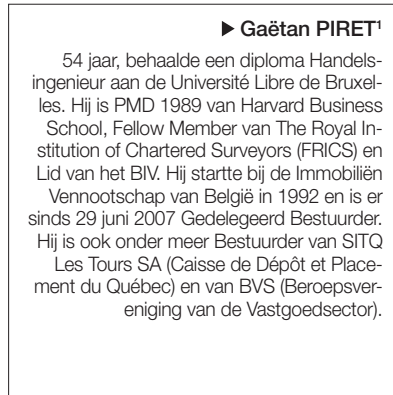 ▶ Gaëtan PIRET¹
54 jaar, behaalde een diploma Handels-
ingenieur aan de Université Libre de Bruxel-
les. Hij is PMD 1989 van Harvard Business
School, Fellow Member van The Royal In-
stitution of Chartered Surveyors (FRICS) en
Lid van het BIV. Hij startte bij de Immobiliën
Vennootschap van België in 1992 en is er
sinds 29 juni 2007 Gedelegeerd Bestuurder.
Hij is ook onder meer Bestuurder van SITQ
Les Tours SA (Caisse de Dépôt et Place-
ment du Québec) en van BVS (Beroepsver-
eniging van de Vastgoedsector).